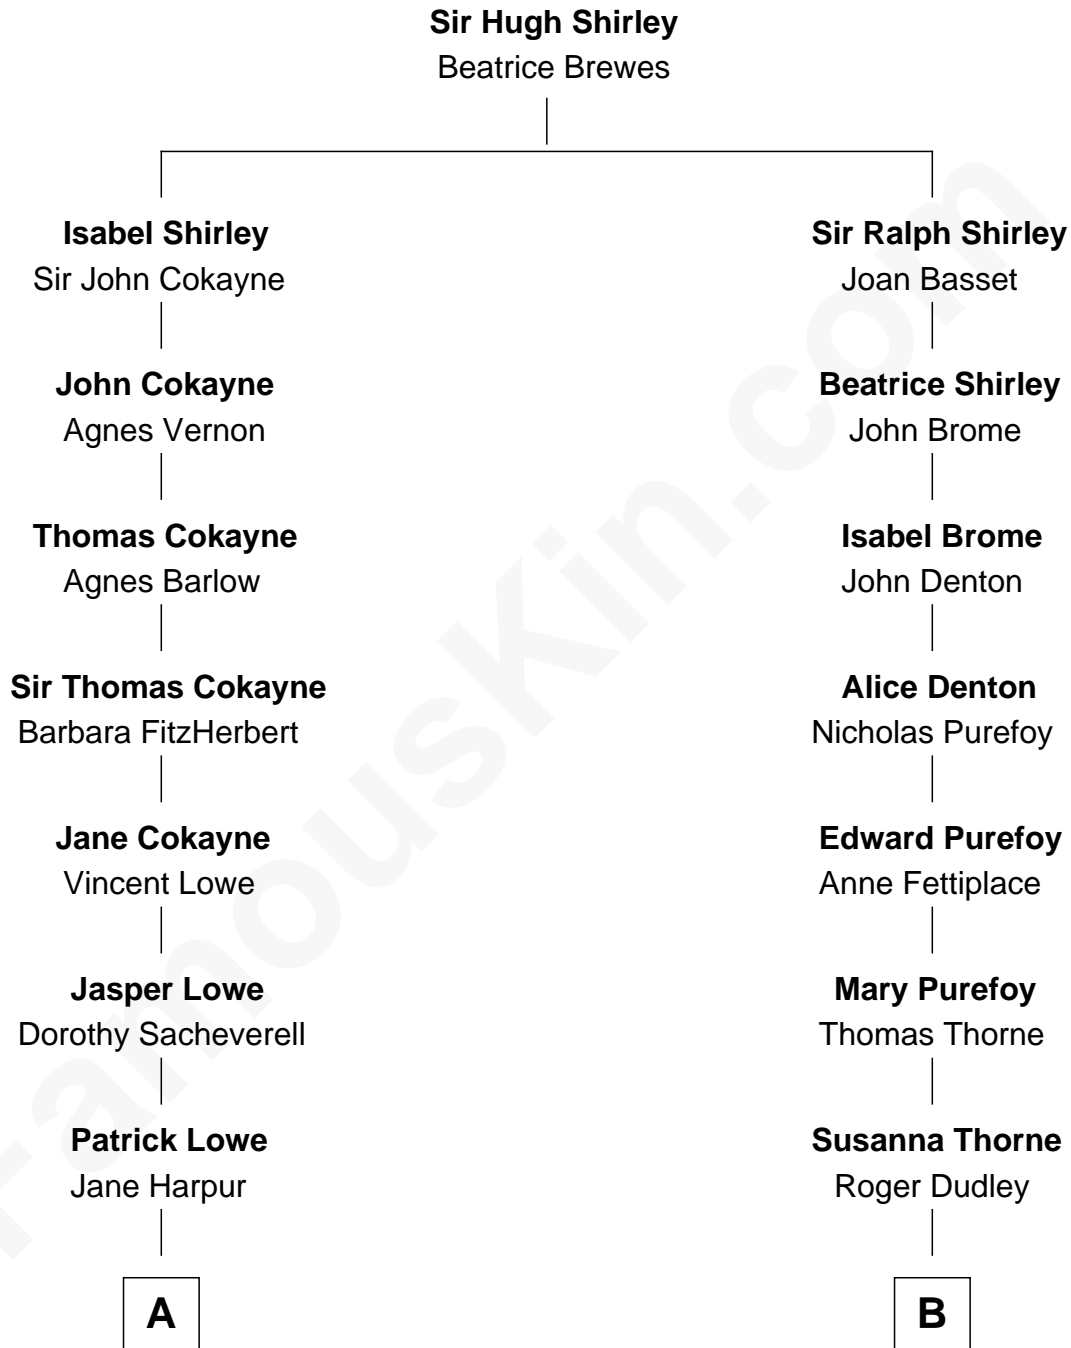 Sir Hugh Shirley
Beatrice Brewes
Isabel Shirley
Sir John Cokayne
John Cokayne
Agnes Vernon
Thomas Cokayne
Agnes Barlow
Sir Thomas Cokayne
Barbara FitzHerbert
Jane Cokayne
Vincent Lowe
Jasper Lowe
Dorothy Sacheverell
Patrick Lowe
Jane Harpur
A
Sir Ralph Shirley
Joan Basset
Beatrice Shirley
John Brome
Isabel Brome
John Denton
Alice Denton
Nicholas Purefoy
Edward Purefoy
Anne Fettiplace
Mary Purefoy
Thomas Thorne
Susanna Thorne
Roger Dudley
B
FamousKin.com